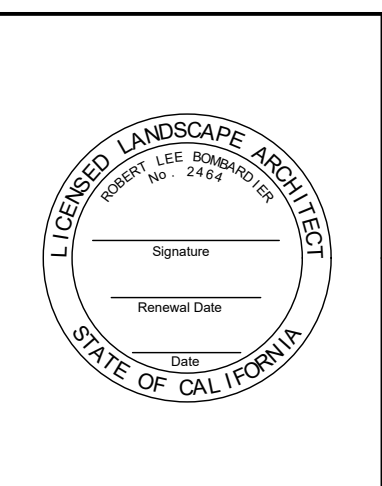 LICENSED LANDSCAPE ARCHITECT
ROBERT LEE BOMBARDIER
No. 2464
Signature
Renewal Date
Date
STATE OF CALIFORNIA